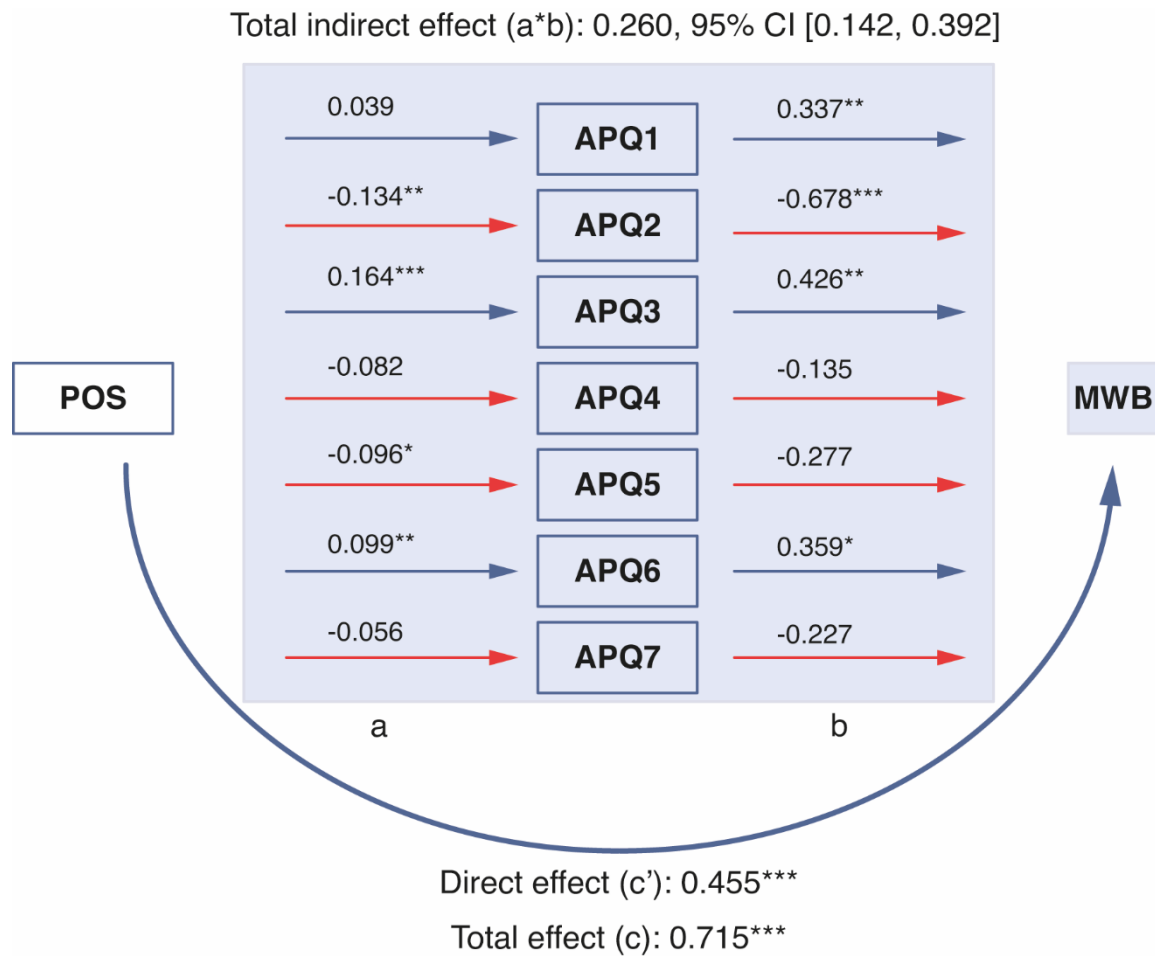 Total indirect effect (a*b): 0.260, 95% CI [0.142, 0.392]
0.039
APQ1
0.337**
-0.134**
APQ2
-0.678***
0.164***
APQ3
0.426**
POS
-0.082
APQ4
-0.135
MWB
-0.096*
APQ5
-0.277
0.099**
APQ6
0.359*
-0.056
APQ7
-0.227
a
b
Direct effect (c’): 0.455***
Total effect (c): 0.715***